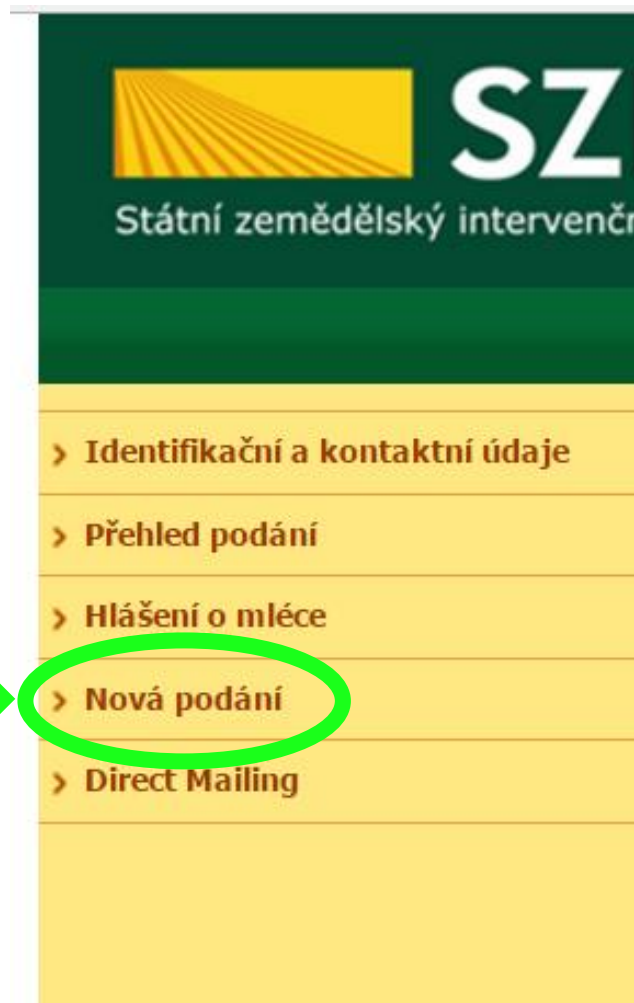 SZ
Státní zemědělský intervenčn
Identifikační a kontaktní údaje
Přehled podání
Hlášení o mléce
Nová podání
Direct Mailing